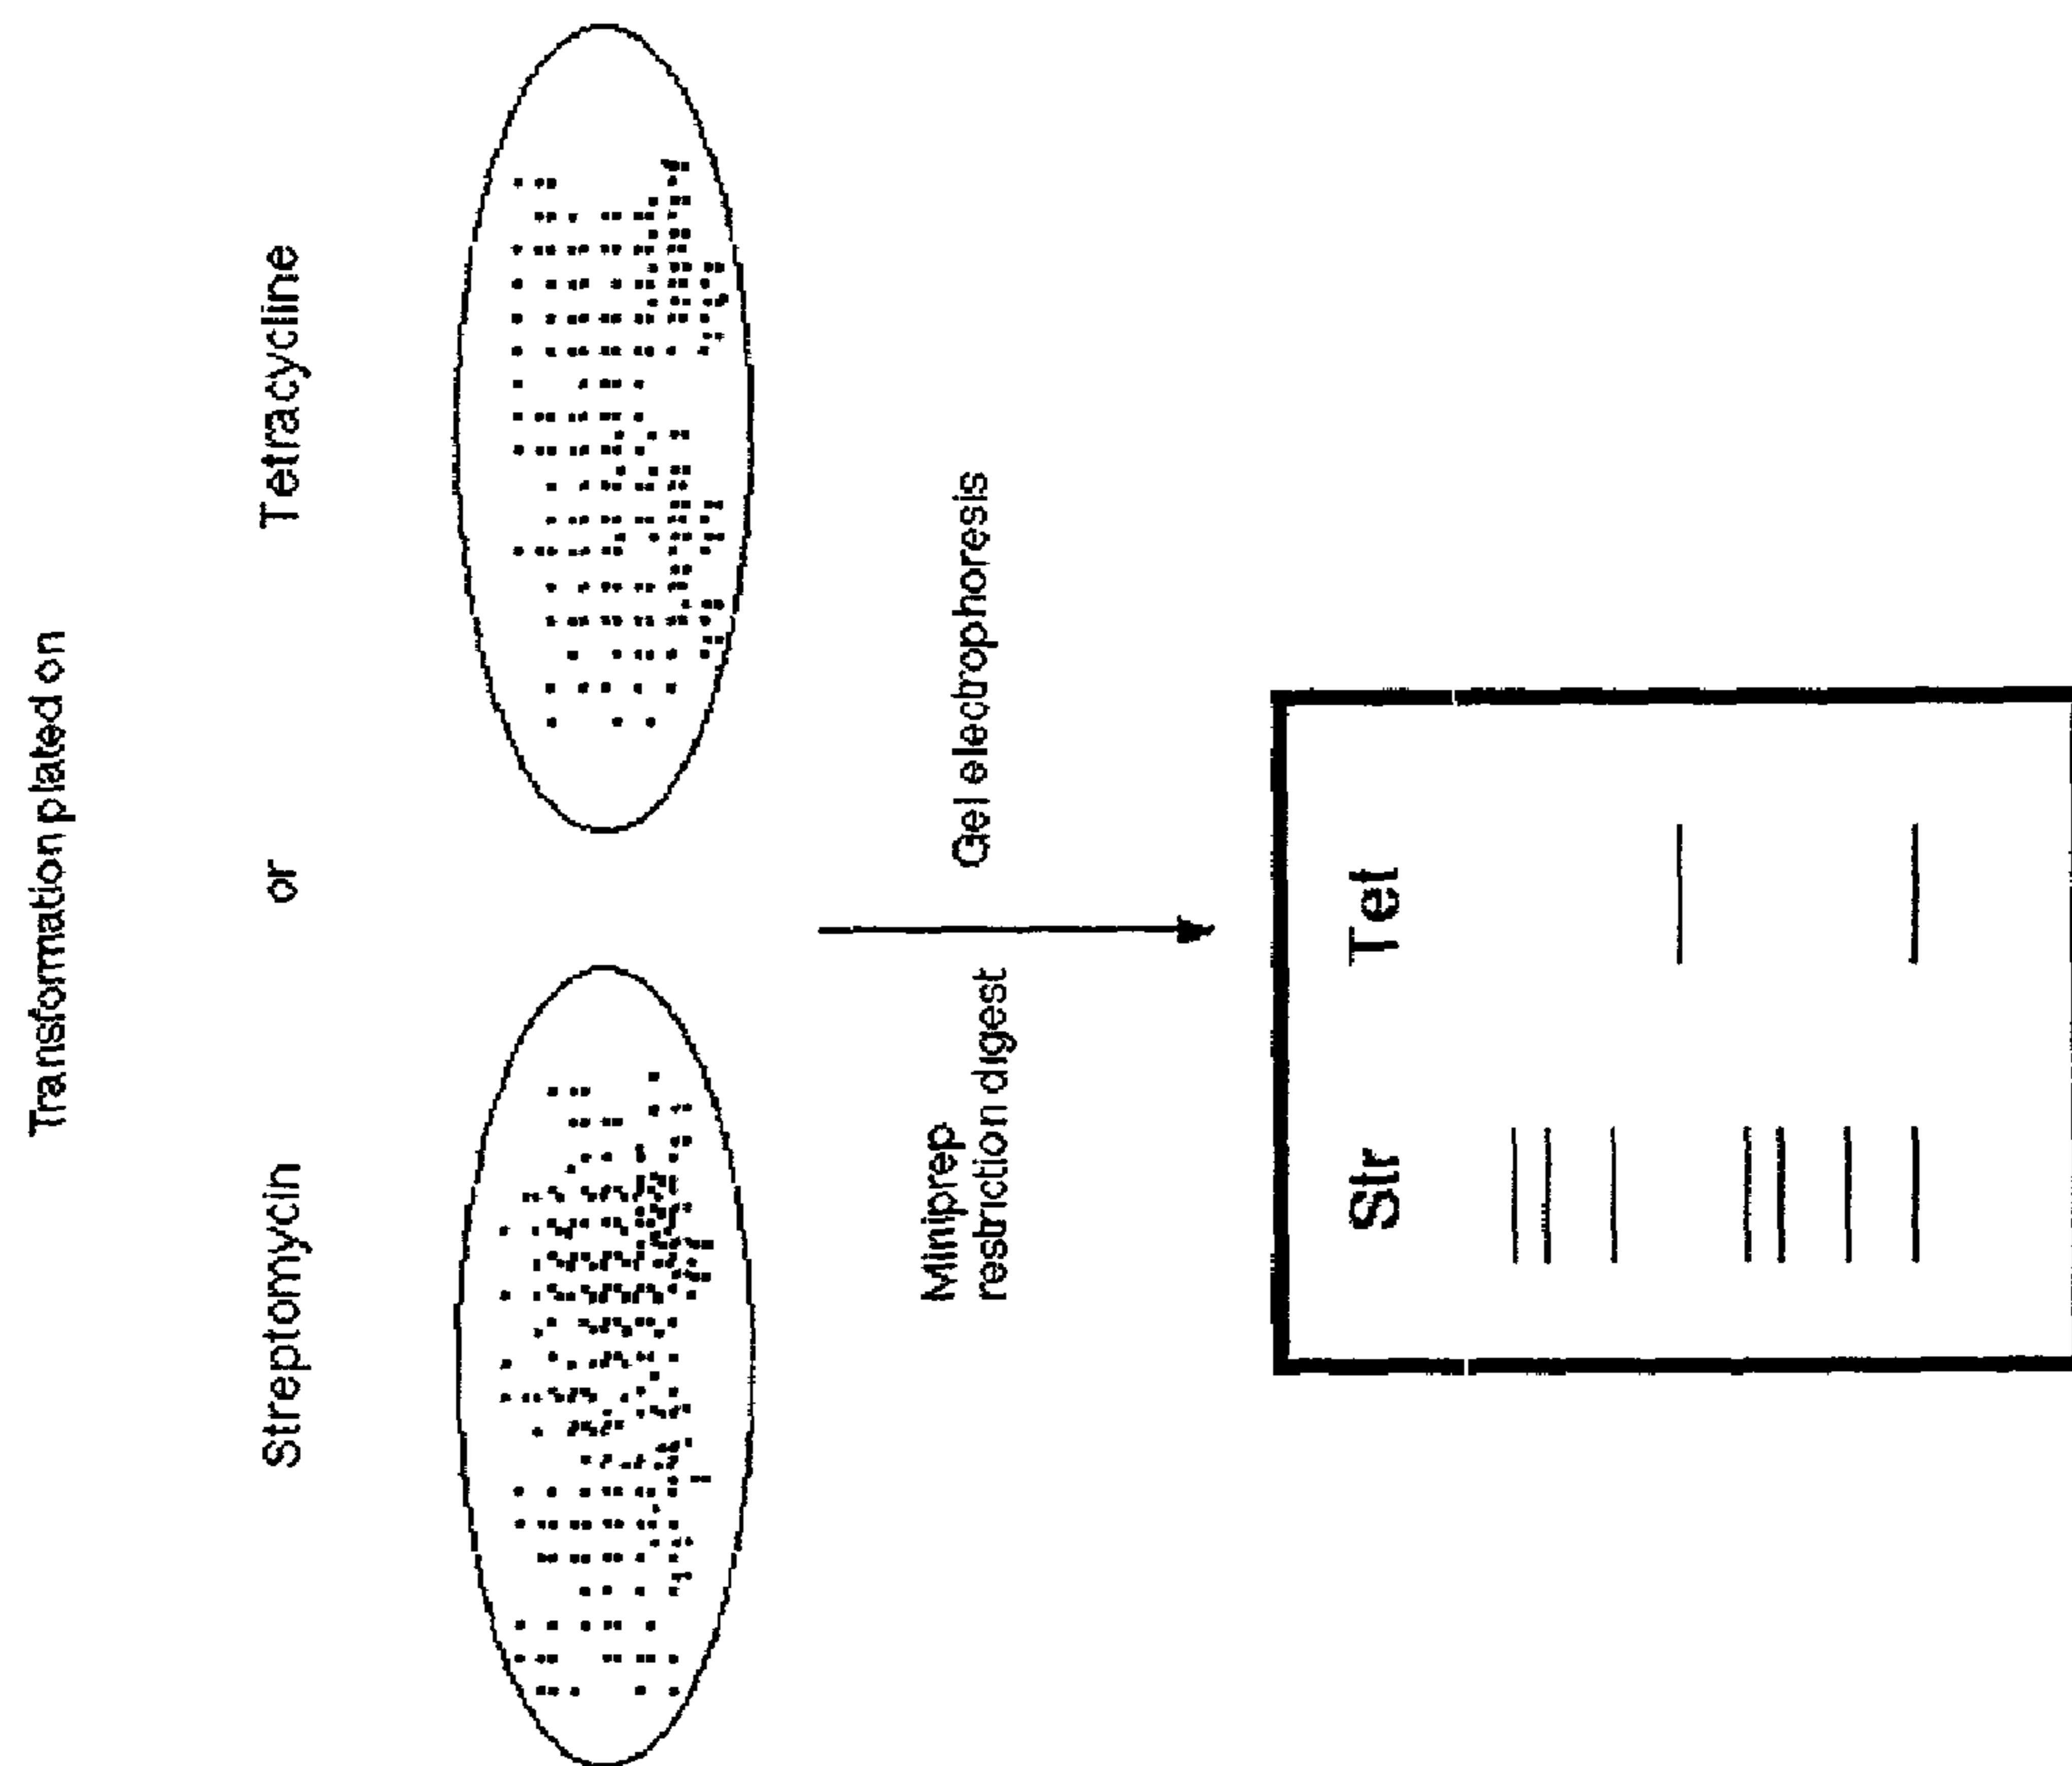 Transformation plated on
Streptomycin or Tetracycline
Miniprep
restriction digest
Gel electrophoresis
Str Tet